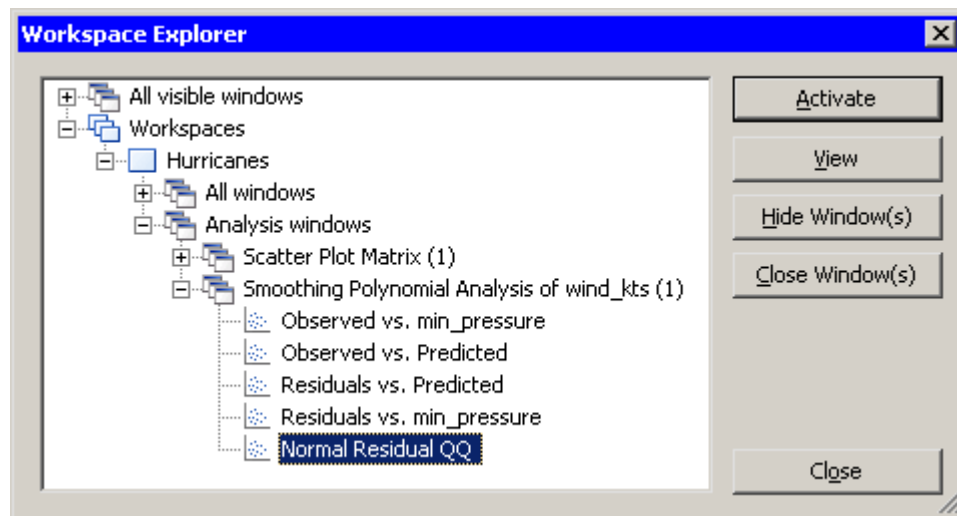 Workspace Explorer
All visible windows
Workspaces
Hurricanes
All windows
Analysis windows
Scatter Plot Matrix (1)
Smoothing Polynomial Analysis of wind_kts (1)
Observed vs. min_pressure
Observed vs. Predicted
Residuals vs. Predicted
Residuals vs. min_pressure
Normal Residual QQ
Activate
View
Hide Window(s)
Close Window(s)
Close